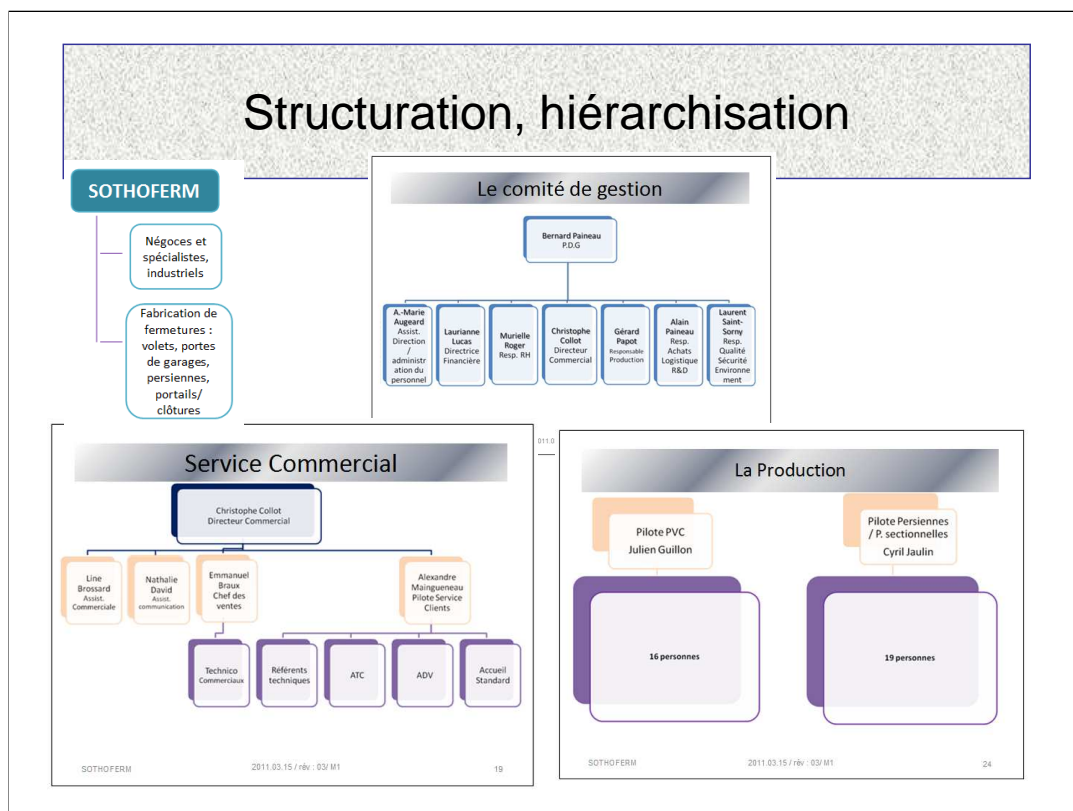 Structuration, hiérarchisation
SOTHOFERM
Négoces et
spécialistes,
industriels
Fabrication de
fermetures :
volets, portes
de garages,
persiennes,
portails/
clôtures
Le comité de gestion
Bernard Paineau
P.D.G
A.-Marie
Augeard
Assist.
Direction
/
administr
ation du
personnel
Laurianne
Lucas
Directrice
Financière
Murielle
Roger
Resp. RH
Christophe
Collot
Directeur
Commercial
Gérard
Papot
Responsable
Production
Alain
Paineau
Resp.
Achats
Logistique
R&D
Laurent
Saint-
Sorny
Resp.
Qualité
Sécurité
Environne
ment
011.0
Service Commercial
Christophe Collot
Directeur Commercial
Line
Brossard
Assist.
Commerciale
Nathalie
David
Assist.
communication
Emmanuel
Braux
Chef des
ventes
Alexandre
Maingueneau
Pilote Service
Clients
Technico
Commerciaux
Référents
techniques
ATC
ADV
Accueil
Standard
SOTHOFERM
2011.03.15 / rév : 03/ M1
19
La Production
Pilote PVC
Julien Guillon
Pilote Persiennes
/ P. sectionnelles
Cyril Jaulin
16 personnes
19 personnes
SOTHOFERM
2011.03.15 / rév : 03/ M1
24